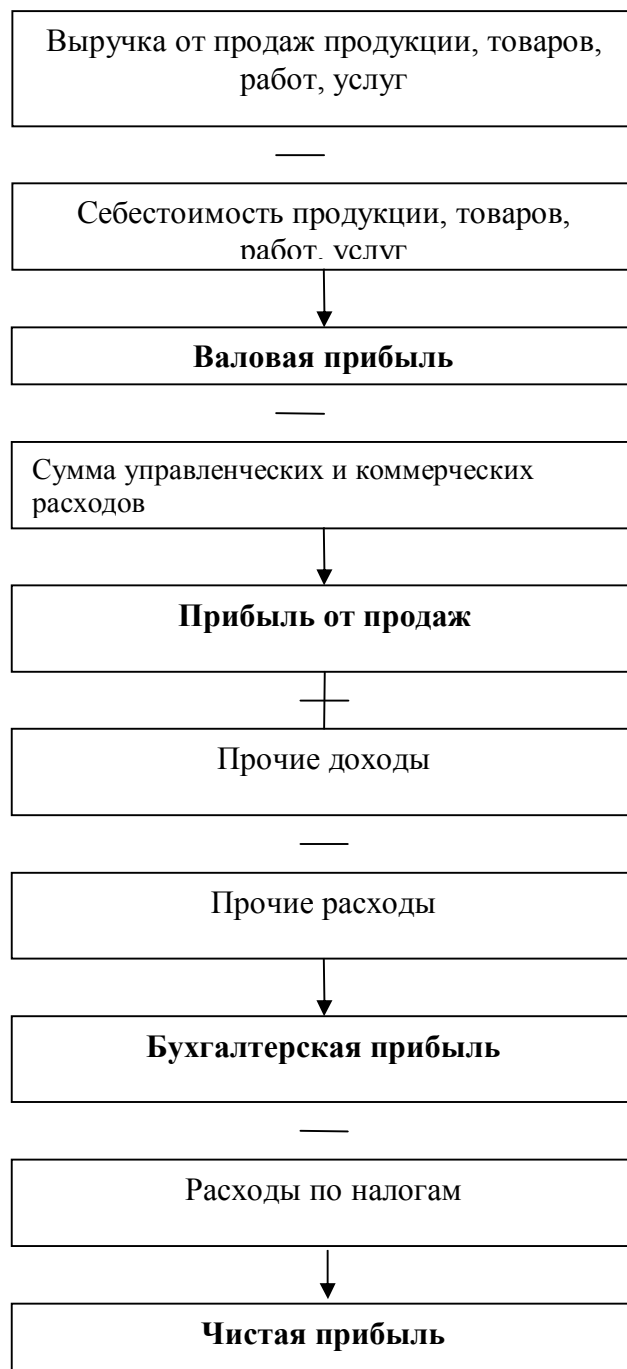 Выручка от продаж продукции, товаров,
работ, услуг
Себестоимость продукции, товаров,
работ, услуг
Валовая прибыль
Сумма управленческих и коммерческих
расходов
Прибыль от продаж
Прочие доходы
Прочие расходы
Бухгалтерская прибыль
Расходы по налогам
Чистая прибыль